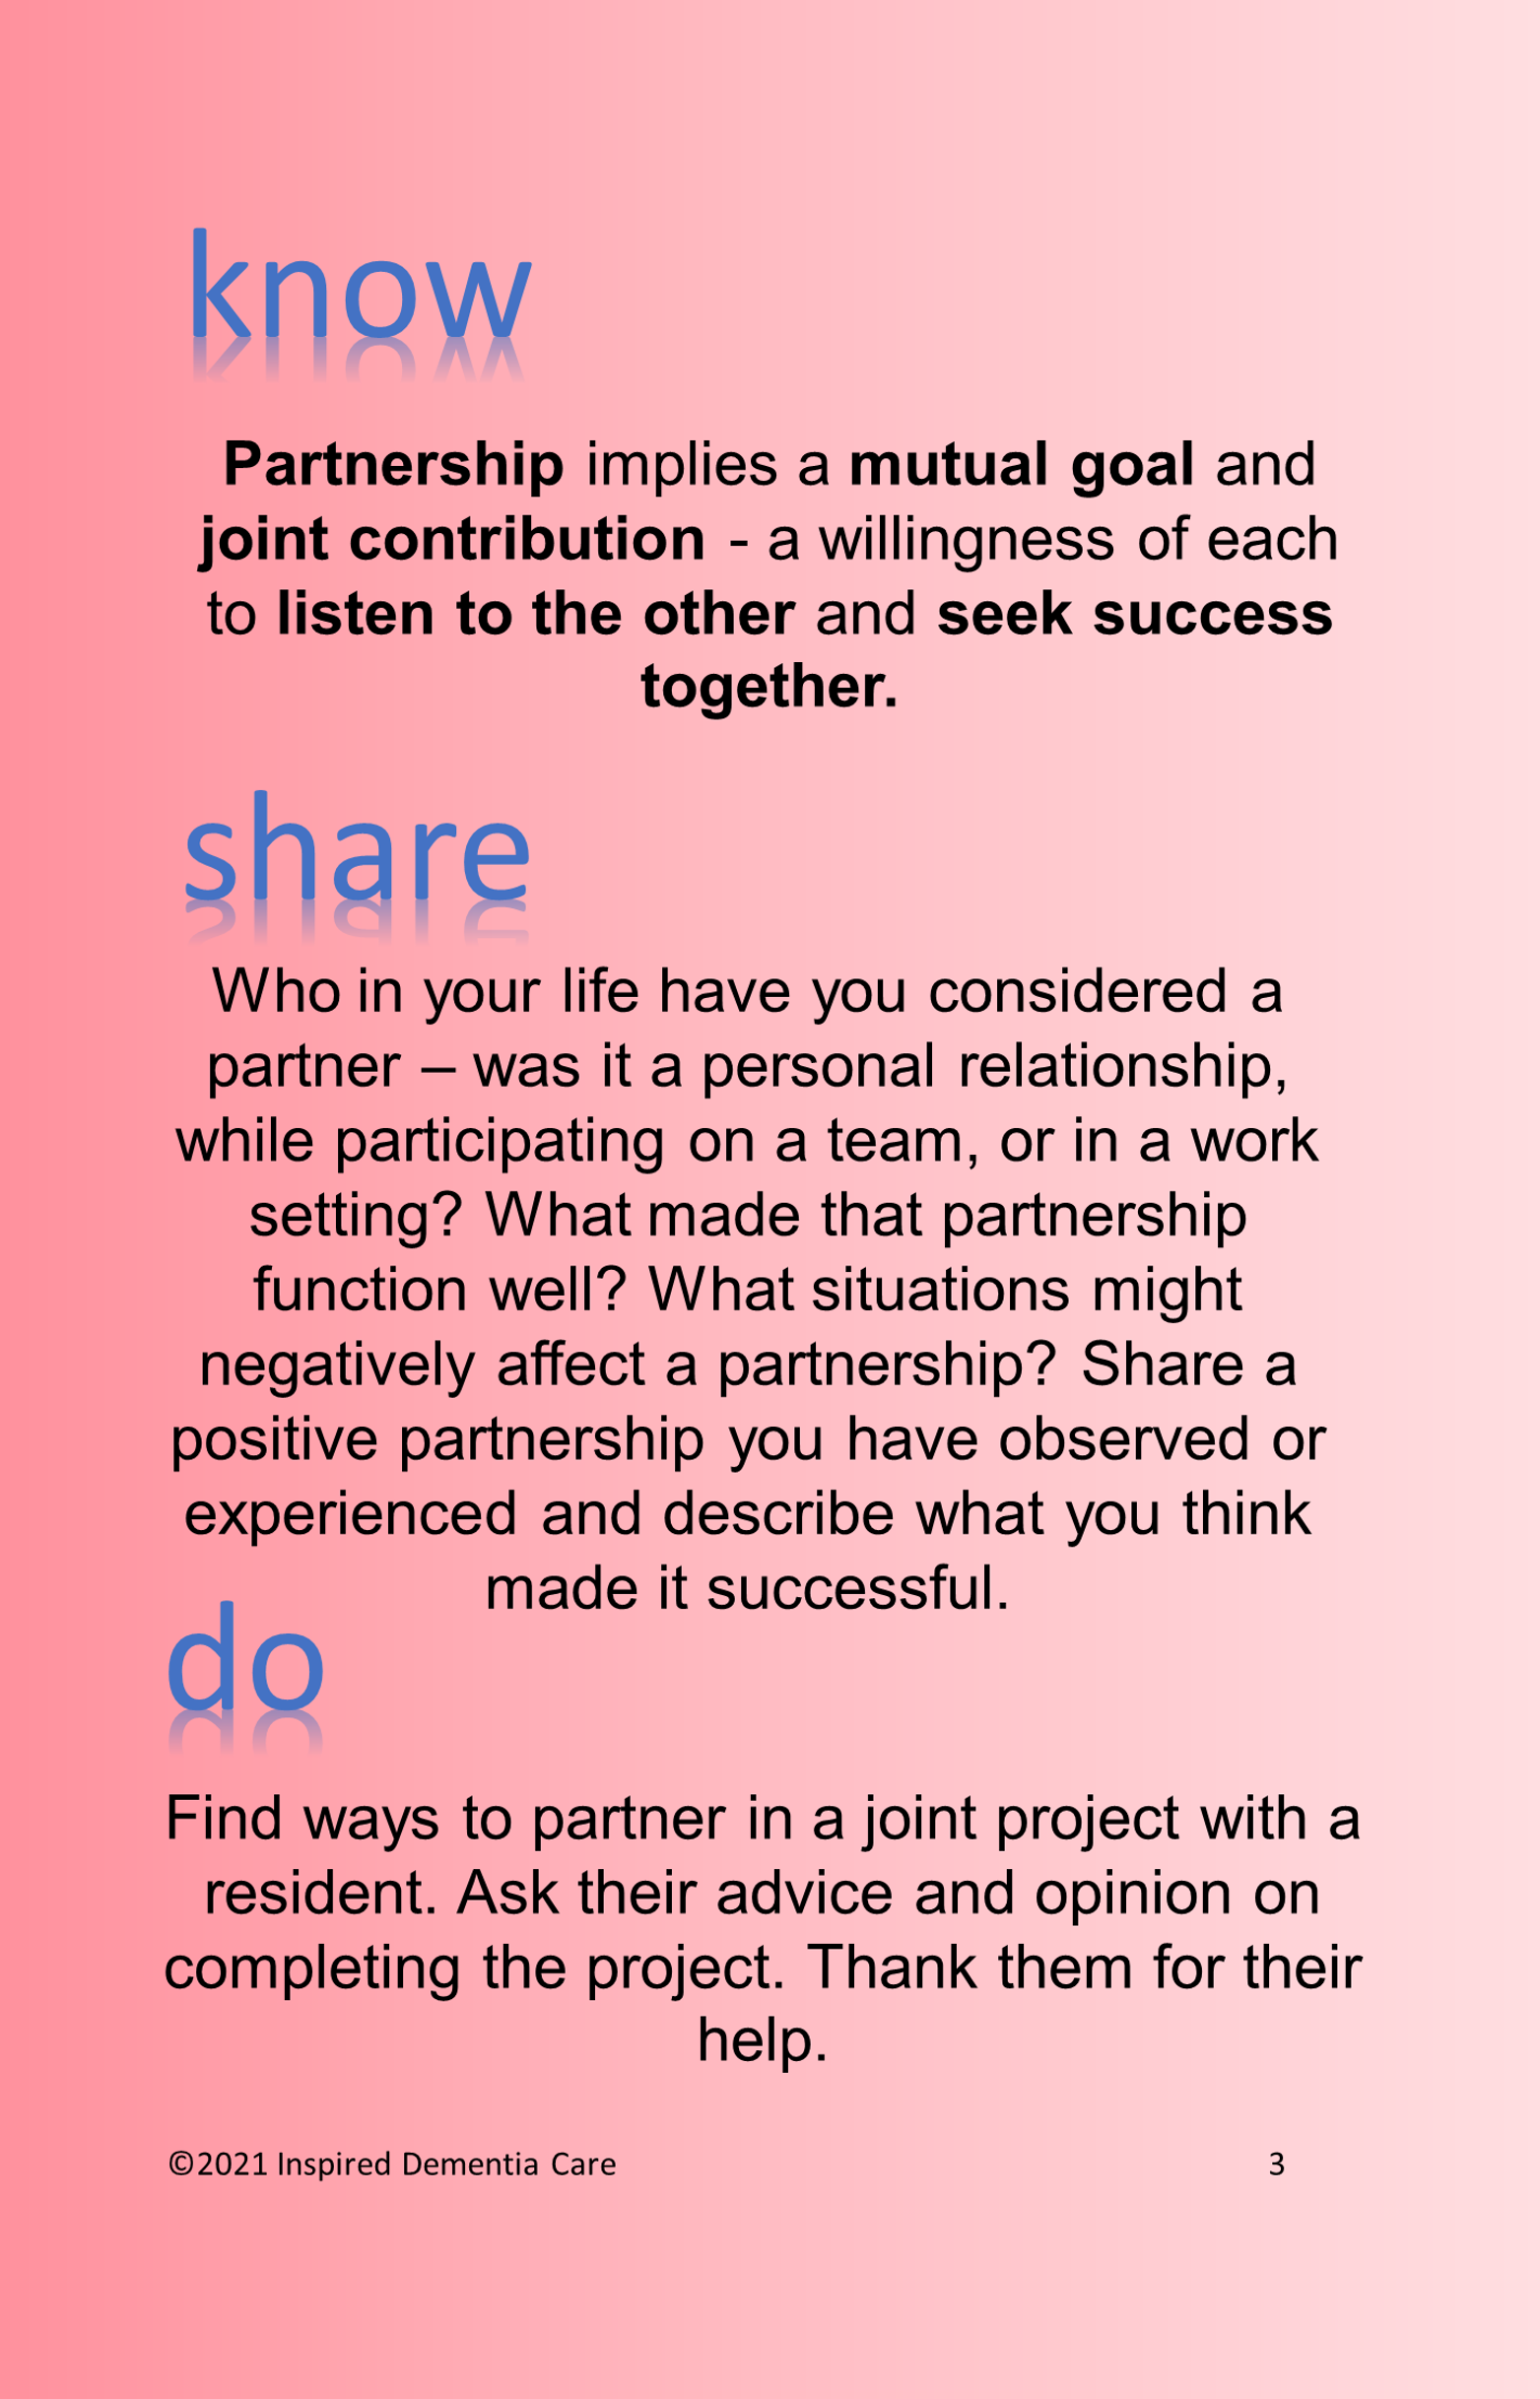 know
Partnership implies a mutual goal and
joint contribution - a willingness of each
to listen to the other and seek success
together.
share
Who in your life have you considered a
partner – was it a personal relationship,
while participating on a team, or in a work
setting? What made that partnership
function well? What situations might
negatively affect a partnership? Share a
positive partnership you have observed or
experienced and describe what you think
made it successful.
do
Find ways to partner in a joint project with a
resident. Ask their advice and opinion on
completing the project. Thank them for their
help.
©2021 Inspired Dementia Care 3